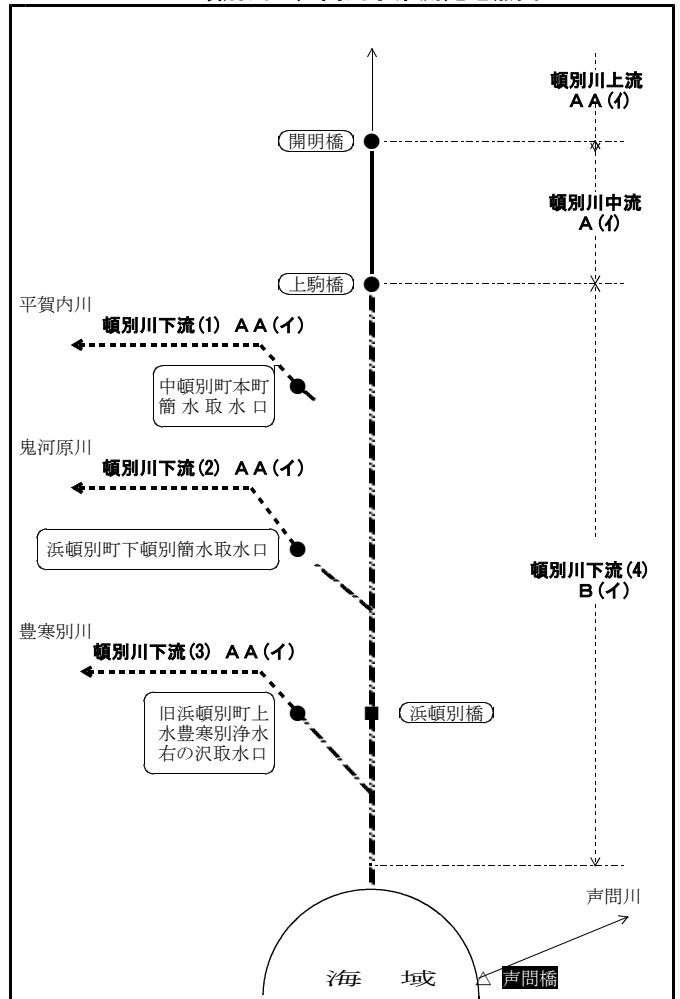 頓別川上流
ＡＡ(ｲ)
開明橋
頓別川中流
Ａ(ｲ)
上駒橋
平賀内川
頓別川下流(1) ＡＡ(イ)
中頓別町本町
簡水取水口
鬼河原川
頓別川下流(2) ＡＡ(イ)
浜頓別町下頓別簡水取水口
頓別川下流(4)
Ｂ(イ)
豊寒別川
頓別川下流(3) ＡＡ(イ)
旧浜頓別町上
水豊寒別浄水
右の沢取水口
浜頓別橋
声問川
海域
声問橋